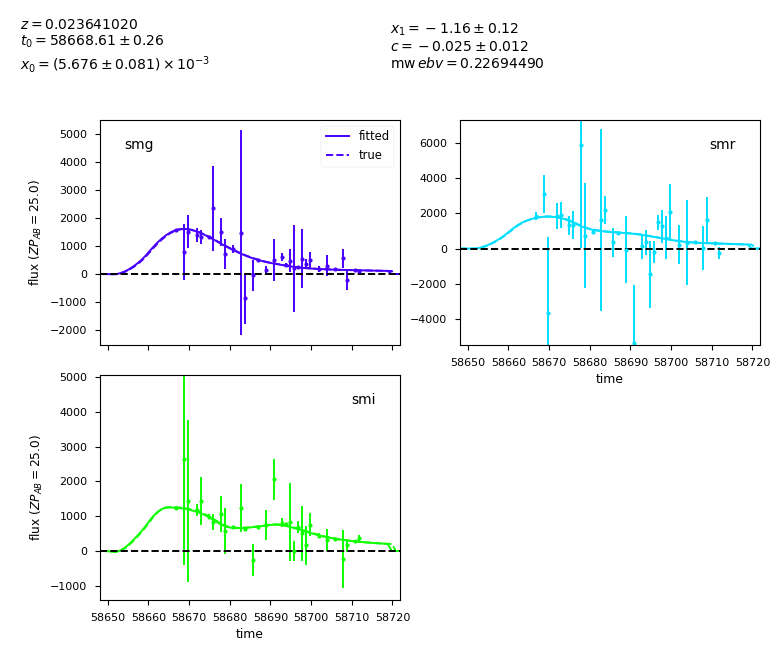 z = 0.023641020
t₀ = 58668.61 ± 0.26
x₀ = (5.676 ± 0.081) × 10⁻³
x₁ = −1.16 ± 0.12
c = −0.025 ± 0.012
mw ebv = 0.22694490
smg
fitted
true
5000
4000
3000
2000
1000
0
−1000
−2000
flux (ZP_AB = 25.0)
smr
6000
4000
2000
0
−2000
−4000
58650 58660 58670 58680 58690 58700 58710 58720
time
smi
5000
4000
3000
2000
1000
0
−1000
flux (ZP_AB = 25.0)
58650 58660 58670 58680 58690 58700 58710 58720
time